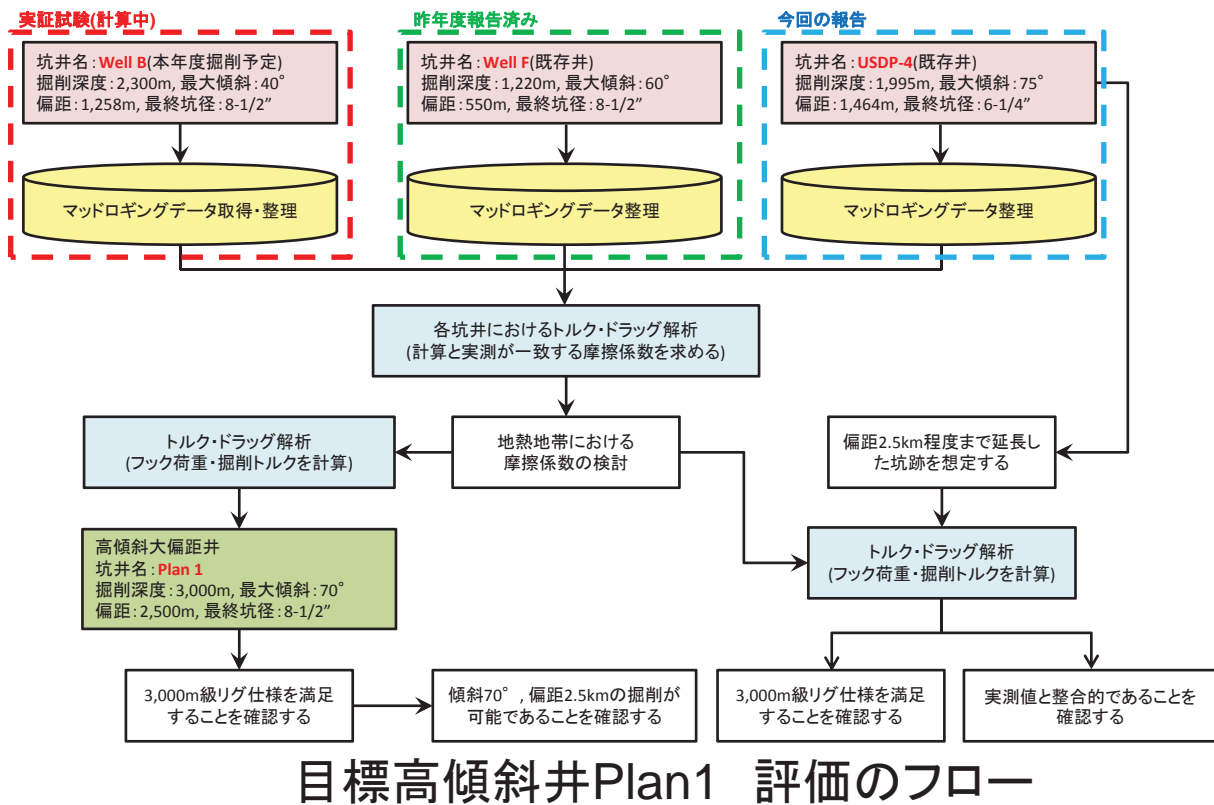 実証試験(計算中)
坑井名：Well B(本年度掘削予定)
掘削深度：2,300m, 最大傾斜：40°
偏距：1,258m, 最終坑径：8-1/2”
マッドロギングデータ取得・整理
昨年度報告済み
坑井名：Well F(既存井)
掘削深度：1,220m, 最大傾斜：60°
偏距：550m, 最終坑径：8-1/2”
マッドロギングデータ整理
今回の報告
坑井名：USDP-4(既存井)
掘削深度：1,995m, 最大傾斜：75°
偏距：1,464m, 最終坑径：6-1/4”
マッドロギングデータ整理
各坑井におけるトルク・ドラッグ解析
(計算と実測が一致する摩擦係数を求める)
トルク・ドラッグ解析
(フック荷重・掘削トルクを計算)
地熱地帯における
摩擦係数の検討
偏距2.5km程度まで延長し
た坑跡を想定する
高傾斜大偏距井
坑井名：Plan 1
掘削深度：3,000m, 最大傾斜：70°
偏距：2,500m, 最終坑径：8-1/2”
トルク・ドラッグ解析
(フック荷重・掘削トルクを計算)
3,000m級リグ仕様を満足
することを確認する
傾斜70°, 偏距2.5kmの掘削が
可能であることを確認する
3,000m級リグ仕様を満足
することを確認する
実測値と整合的であることを
確認する
目標高傾斜井Plan1　評価のフロー